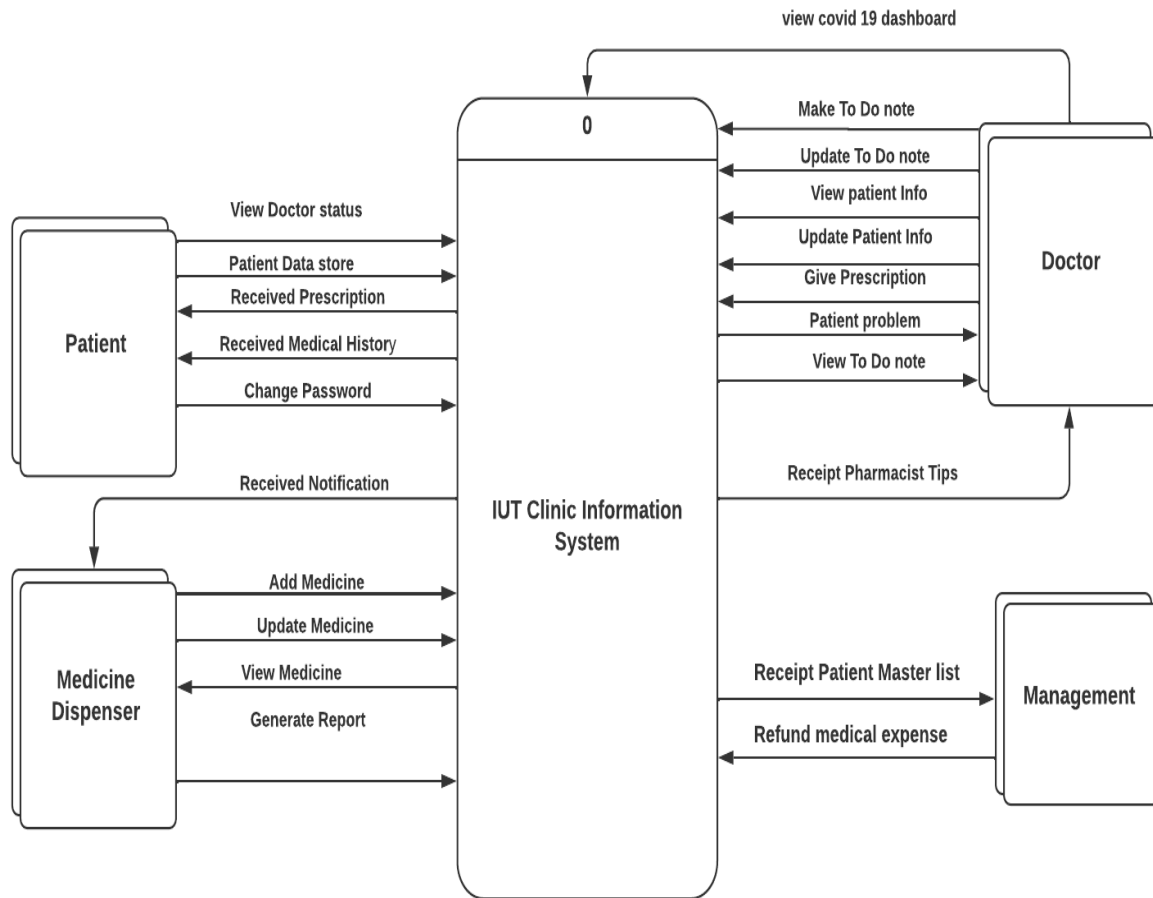 view covid 19 dashboard
0
Make To Do note
Update To Do note
View patient Info
Update Patient Info
Give Prescription
Patient problem
View To Do note
Receipt Pharmacist Tips
Doctor
View Doctor status
Patient Data store
Received Prescription
Received Medical History
Change Password
Patient
Received Notification
IUT Clinic Information
System
Add Medicine
Update Medicine
View Medicine
Generate Report
Medicine
Dispenser
Receipt Patient Master list
Refund medical expense
Management